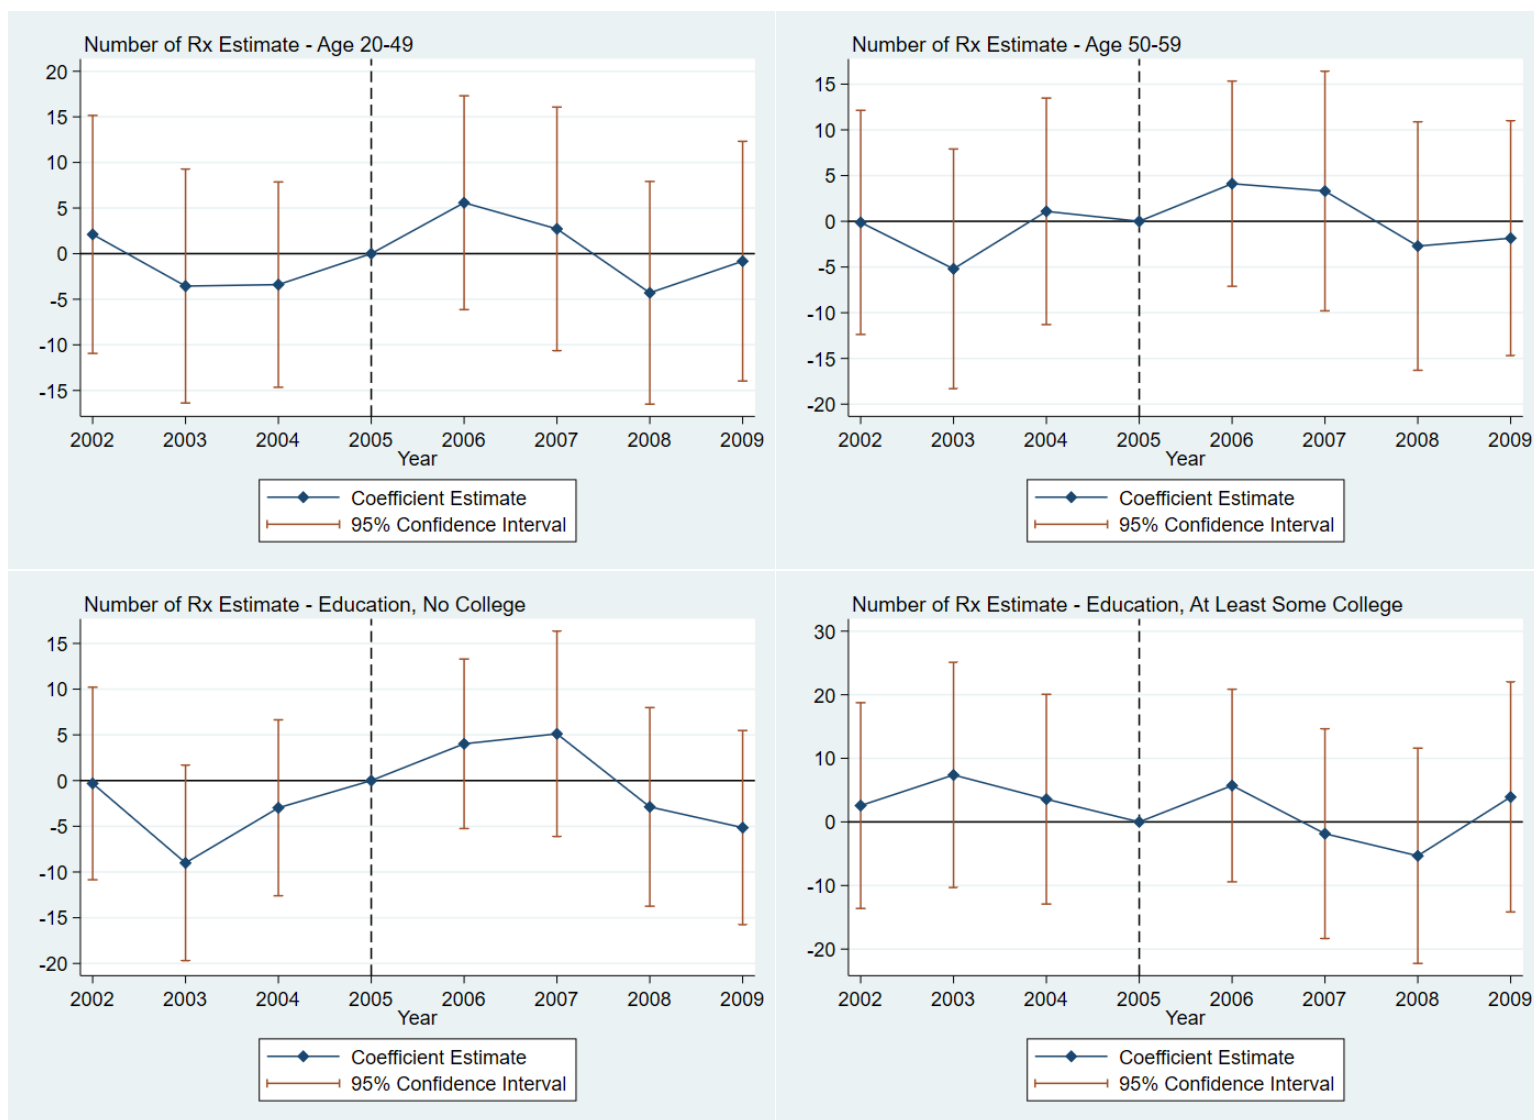 Number of Rx Estimate - Age 20-49
20
15
10
5
0
-5
-10
-15
2002 2003 2004 2005 2006 2007 2008 2009
Year
Coefficient Estimate
95% Confidence Interval
Number of Rx Estimate - Age 50-59
15
10
5
0
-5
-10
-15
-20
2002 2003 2004 2005 2006 2007 2008 2009
Year
Coefficient Estimate
95% Confidence Interval
Number of Rx Estimate - Education, No College
15
10
5
0
-5
-10
-15
-20
2002 2003 2004 2005 2006 2007 2008 2009
Year
Coefficient Estimate
95% Confidence Interval
Number of Rx Estimate - Education, At Least Some College
30
20
10
0
-10
-20
2002 2003 2004 2005 2006 2007 2008 2009
Year
Coefficient Estimate
95% Confidence Interval